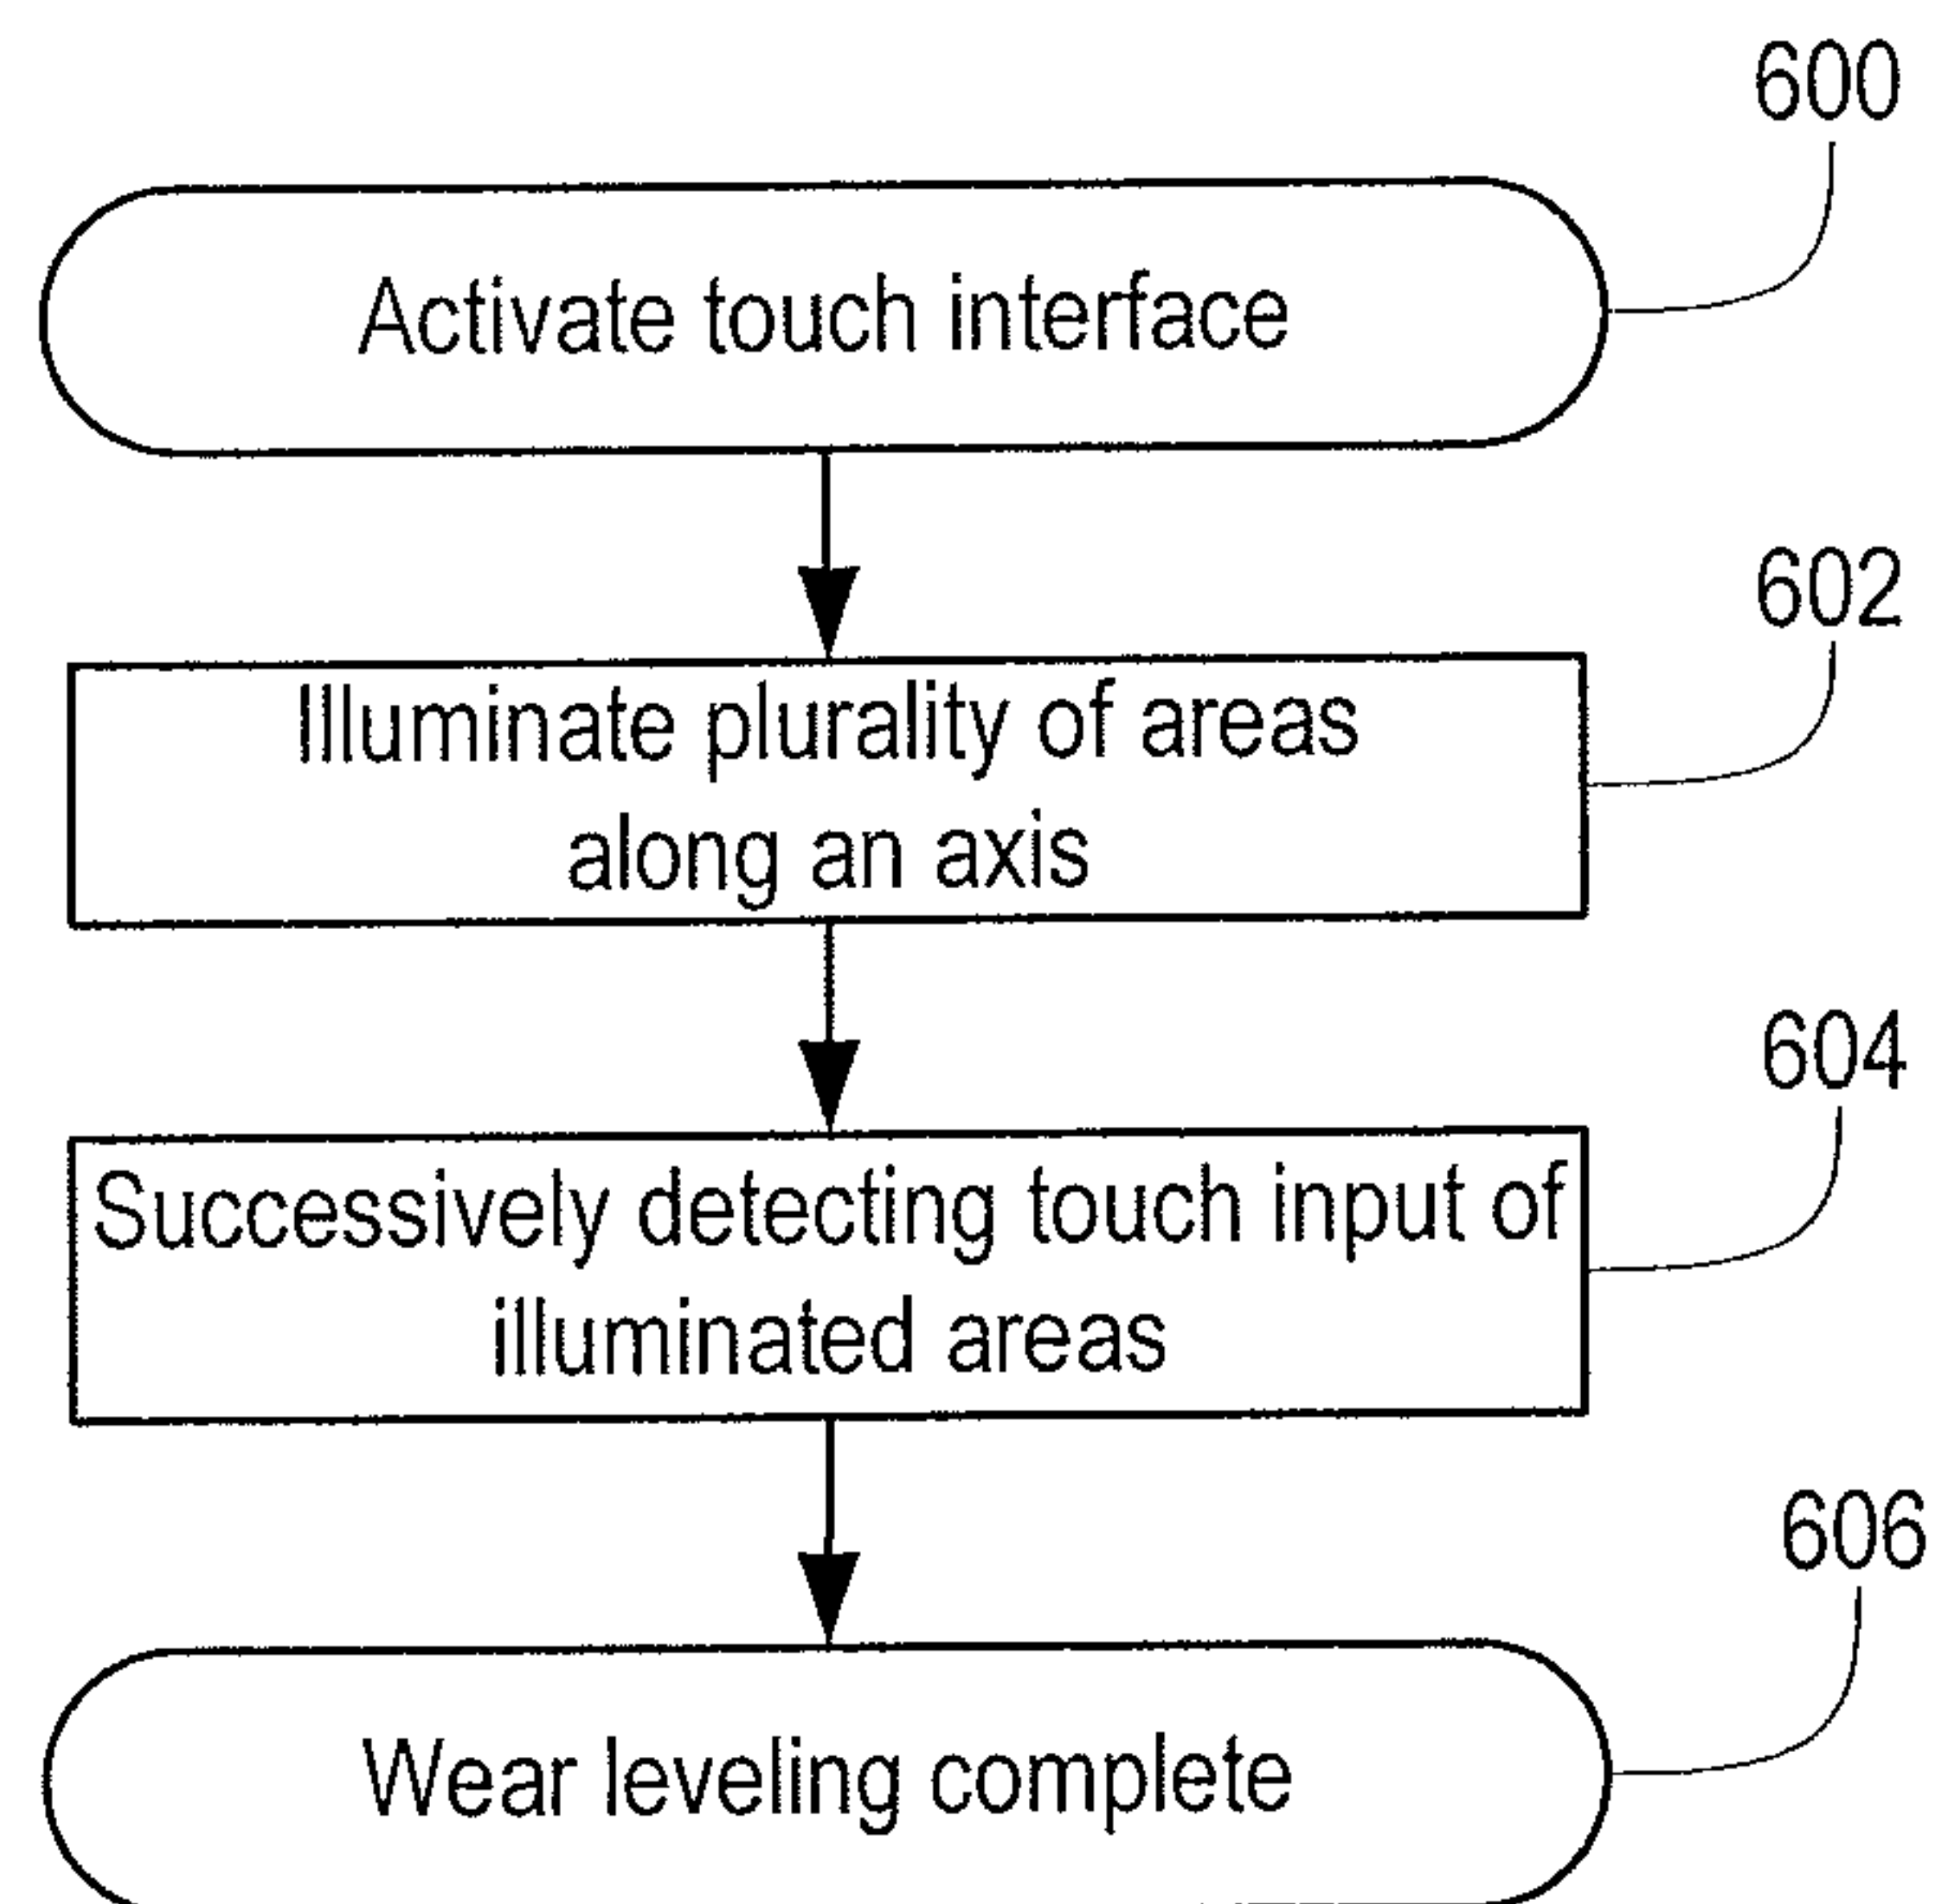 600
Activate touch interface
602
Illuminate plurality of areas
along an axis
604
Successively detecting touch input of
illuminated areas
606
Wear leveling complete